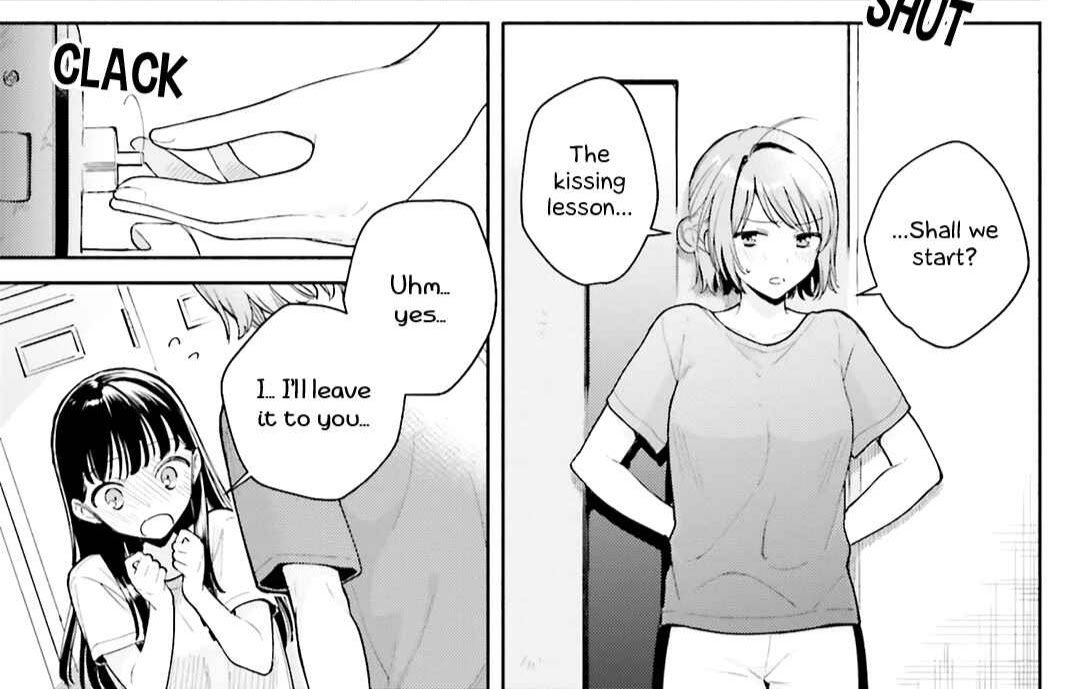 SHUT
...Shall we
start?
The
kissing
lesson...
CLACK
Uhm...
yes...
I... I'll leave
it to you...